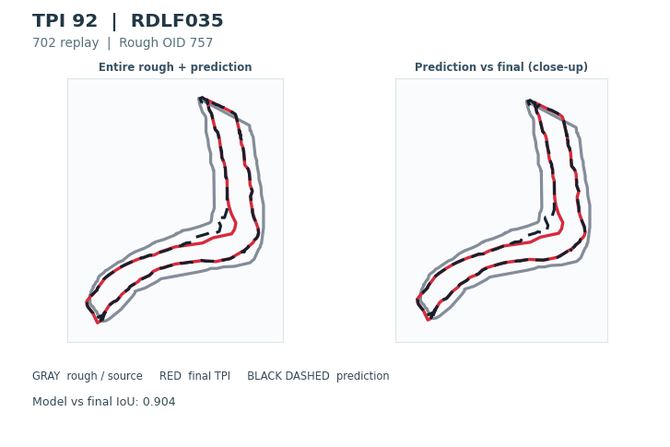 TPI 92 | RDLF035
702 replay | Rough OID 757
Entire rough + prediction
Prediction vs final (close-up)
GRAY rough / source RED final TPI BLACK DASHED prediction
Model vs final IoU: 0.904